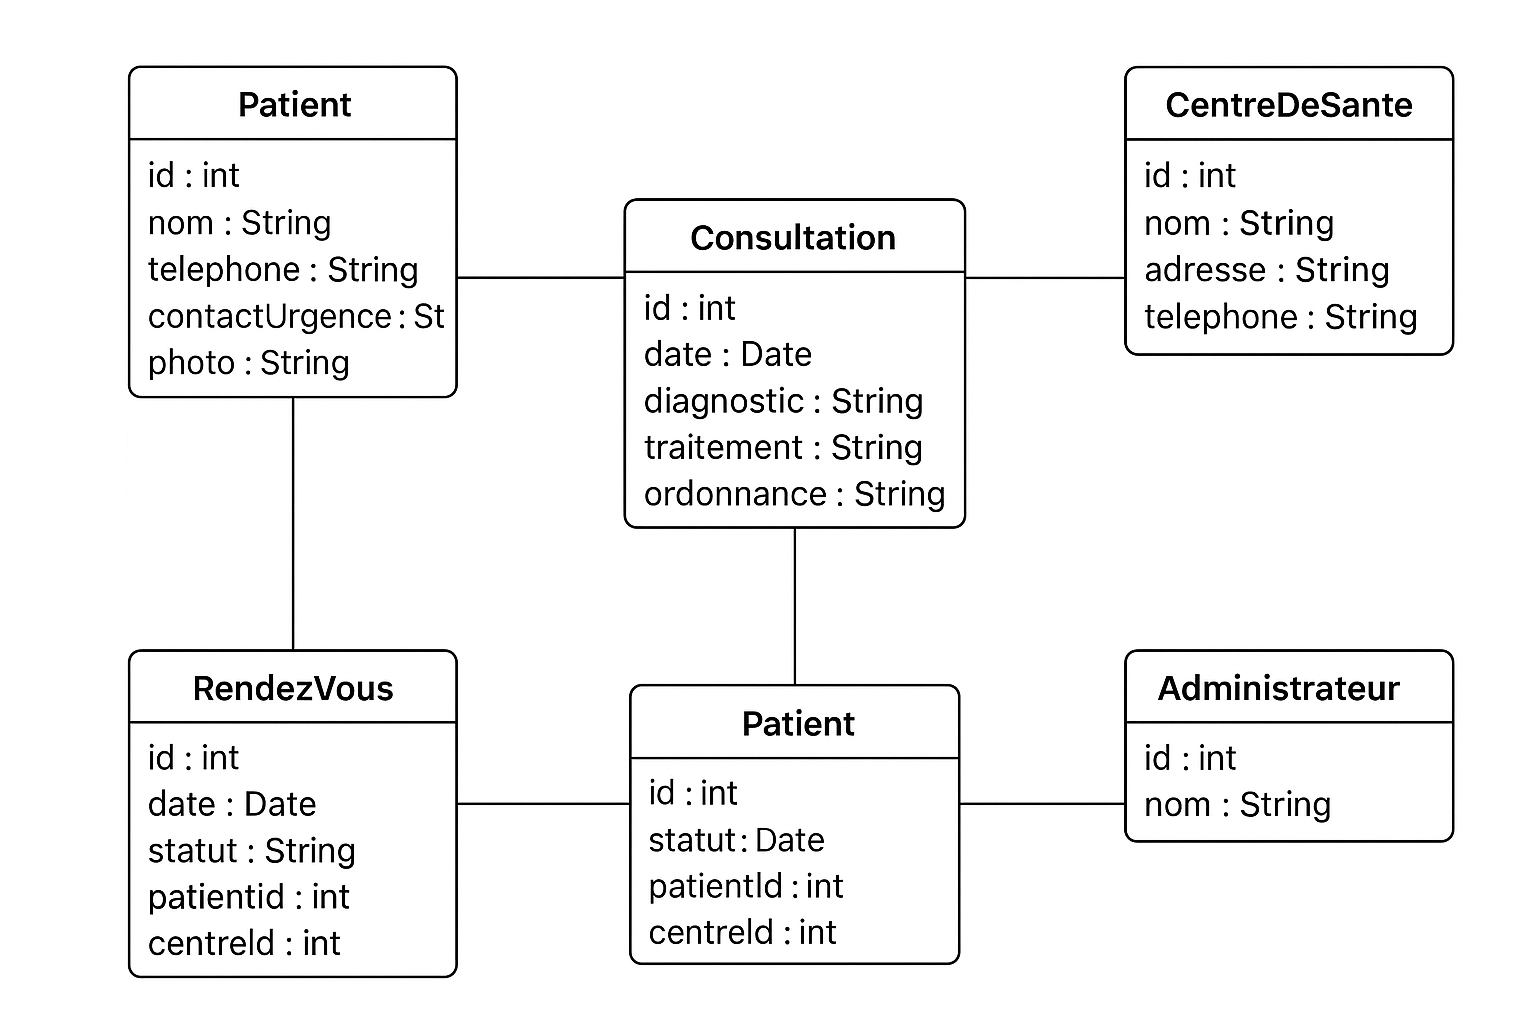 Patient
id : int
nom : String
telephone : String
contactUrgence : St
photo : String
Consultation
id : int
date : Date
diagnostic : String
traitement : String
ordonnance : String
CentreDeSante
id : int
nom : String
adresse : String
telephone : String
RendezVous
id : int
date : Date
statut : String
patientid : int
centreId : int
Patient
id : int
statut : Date
patientId : int
centreId : int
Administrateur
id : int
nom : String